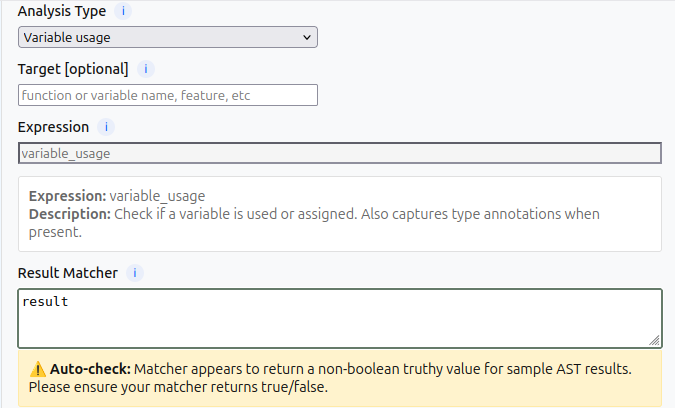 Analysis Type i
Variable usage
Target [optional] i
function or variable name, feature, etc
Expression i
variable_usage
Expression: variable_usage
Description: Check if a variable is used or assigned. Also captures type annotations when
present.
Result Matcher i
result
⚠️ Auto-check: Matcher appears to return a non-boolean truthy value for sample AST results.
Please ensure your matcher returns true/false.